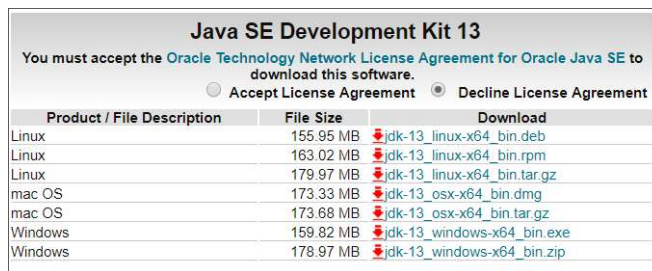 Java SE Development Kit 13
You must accept the Oracle Technology Network License Agreement for Oracle Java SE to
download this software.
Accept License Agreement Decline License Agreement
Product / File Description File Size Download
Linux 155.95 MB jdk-13_linux-x64_bin.deb
Linux 163.02 MB jdk-13_linux-x64_bin.rpm
Linux 179.97 MB jdk-13_linux-x64_bin.tar.gz
mac OS 173.33 MB jdk-13_osx-x64_bin.dmg
mac OS 173.68 MB jdk-13_osx-x64_bin.tar.gz
Windows 159.82 MB jdk-13_windows-x64_bin.exe
Windows 178.97 MB jdk-13_windows-x64_bin.zip